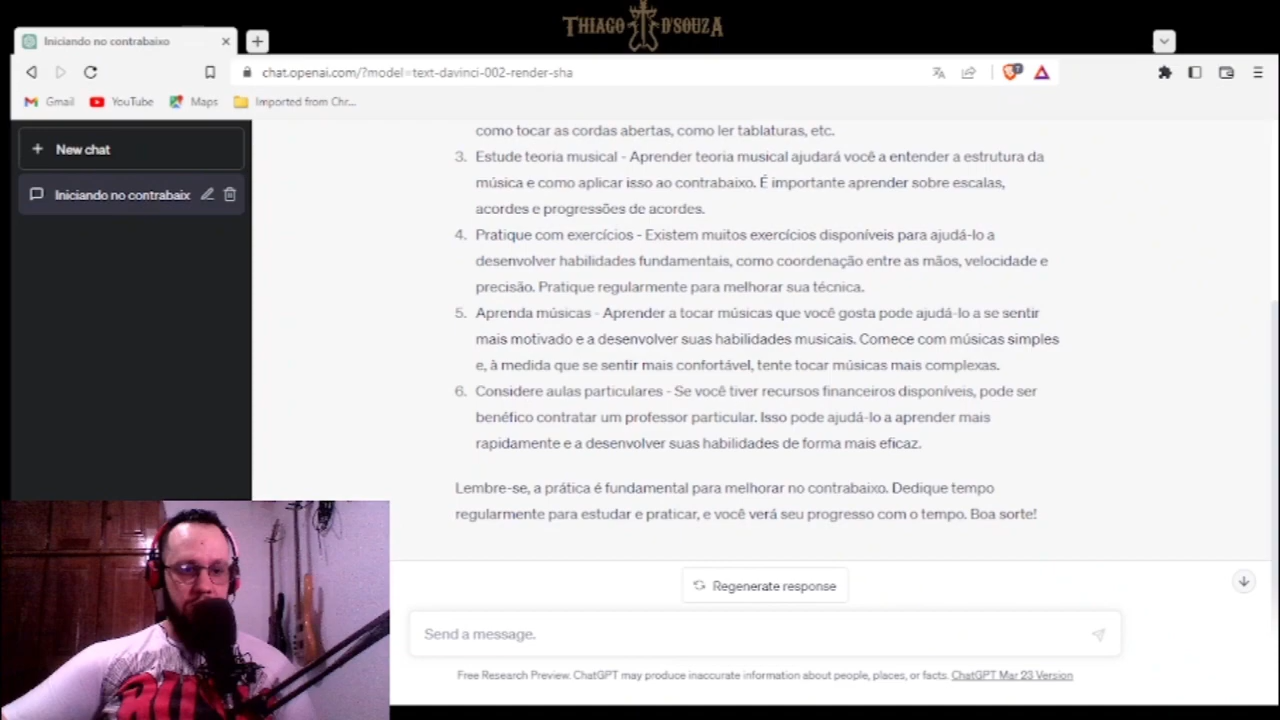 THIAGO D'SOUZA
Iniciando no contrabaixo
chat.openai.com/?model=text-davinci-002-render-sha
Gmail YouTube Maps Imported from Chr...
New chat
Iniciando no contrabaix
como tocar as cordas abertas, como ler tablaturas, etc.
3. Estude teoria musical - Aprender teoria musical ajudará você a entender a estrutura da
música e como aplicar isso ao contrabaixo. É importante aprender sobre escalas,
acordes e progressões de acordes.
4. Pratique com exercícios - Existem muitos exercícios disponíveis para ajudá-lo a
desenvolver habilidades fundamentais, como coordenação entre as mãos, velocidade e
precisão. Pratique regularmente para melhorar sua técnica.
5. Aprenda músicas - Aprender a tocar músicas que você gosta pode ajudá-lo a se sentir
mais motivado e a desenvolver suas habilidades musicais. Comece com músicas simples
e, à medida que se sentir mais confortável, tente tocar músicas mais complexas.
6. Considere aulas particulares - Se você tiver recursos financeiros disponíveis, pode ser
benéfico contratar um professor particular. Isso pode ajudá-lo a aprender mais
rapidamente e a desenvolver suas habilidades de forma mais eficaz.
Lembre-se, a prática é fundamental para melhorar no contrabaixo. Dedique tempo
regularmente para estudar e praticar, e você verá seu progresso com o tempo. Boa sorte!
Regenerate response
Send a message.
Free Research Preview. ChatGPT may produce inaccurate information about people, places, or facts. ChatGPT Mar 23 Version